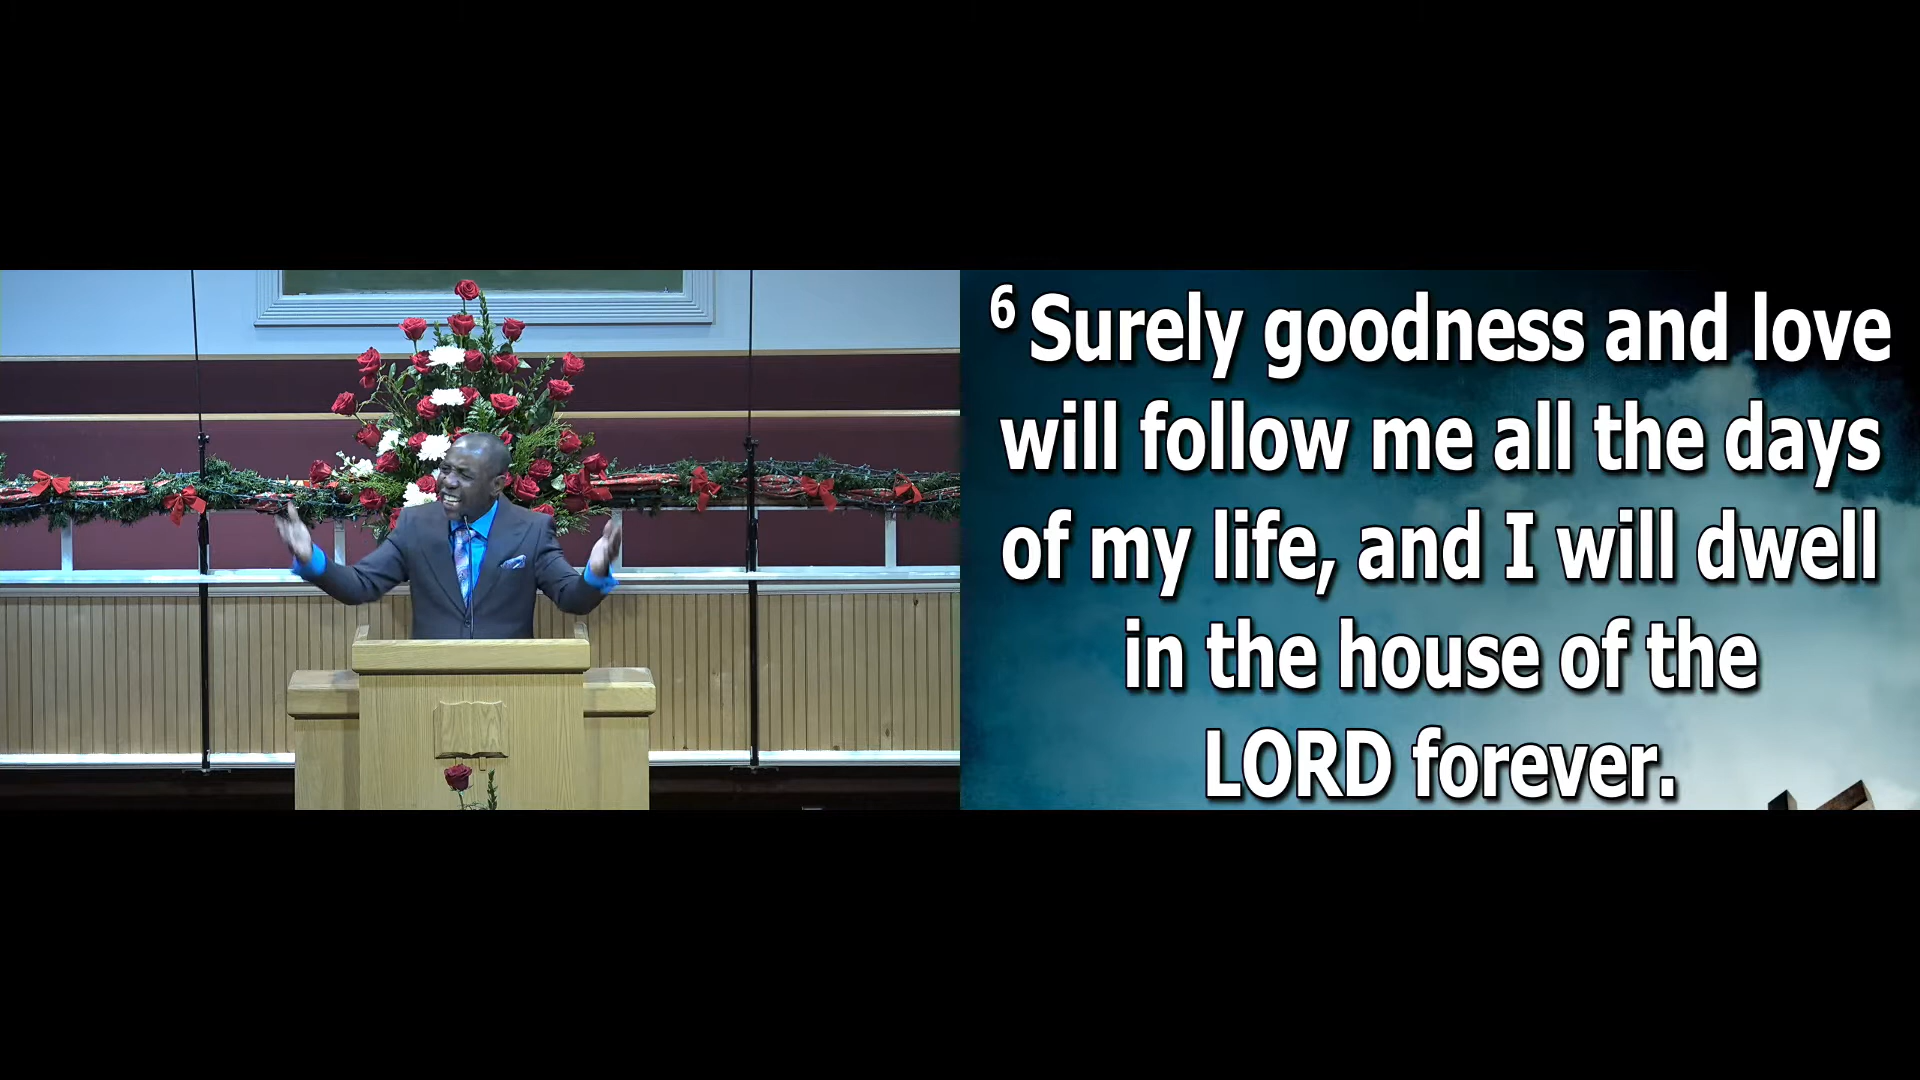 6 Surely goodness and love
will follow me all the days
of my life, and I will dwell
in the house of the
LORD forever.